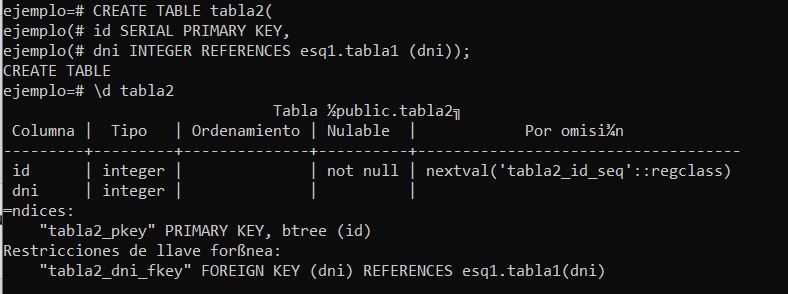 ejemplo=# CREATE TABLE tabla2(
ejemplo(# id SERIAL PRIMARY KEY,
ejemplo(# dni INTEGER REFERENCES esq1.tabla1 (dni));
CREATE TABLE
ejemplo=# \d tabla2
                              Tabla ½public.tabla2╗
 Columna |  Tipo   | Ordenamiento | Nulable  |            Por omisi¾n
---------+---------+--------------+----------+------------------------------------
 id      | integer |              | not null | nextval('tabla2_id_seq'::regclass)
 dni     | integer |              |          |
═ndices:
    "tabla2_pkey" PRIMARY KEY, btree (id)
Restricciones de llave forßnea:
    "tabla2_dni_fkey" FOREIGN KEY (dni) REFERENCES esq1.tabla1(dni)